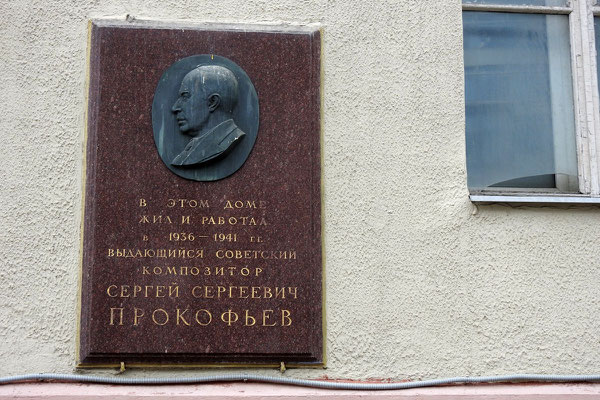 В ЭТОМ ДОМЕ
ЖИЛ И РАБОТАЛ
в 1936-1941 гг.
ВЫДАЮЩИЙСЯ СОВЕТСКИЙ
КОМПОЗИТОР
СЕРГЕЙ СЕРГЕЕВИЧ
ПРОКОФЬЕВ